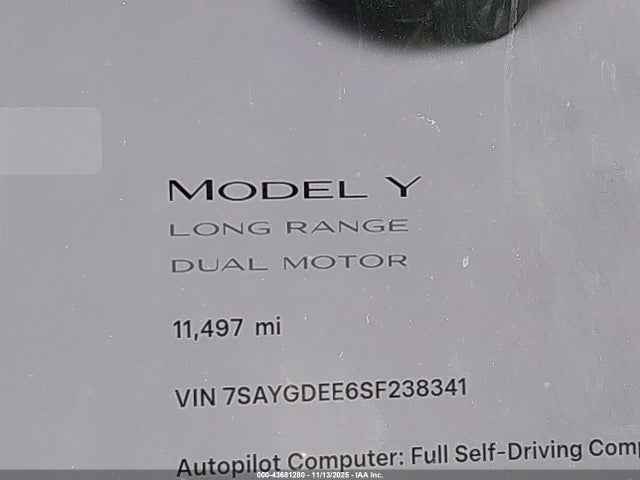 MODEL Y
LONG RANGE
DUAL MOTOR
11,497 mi
VIN 7SAYGDEE6SF238341
Autopilot Computer: Full Self-Driving Comp
000-43681280 - 11/13/2025 - IAA Inc.